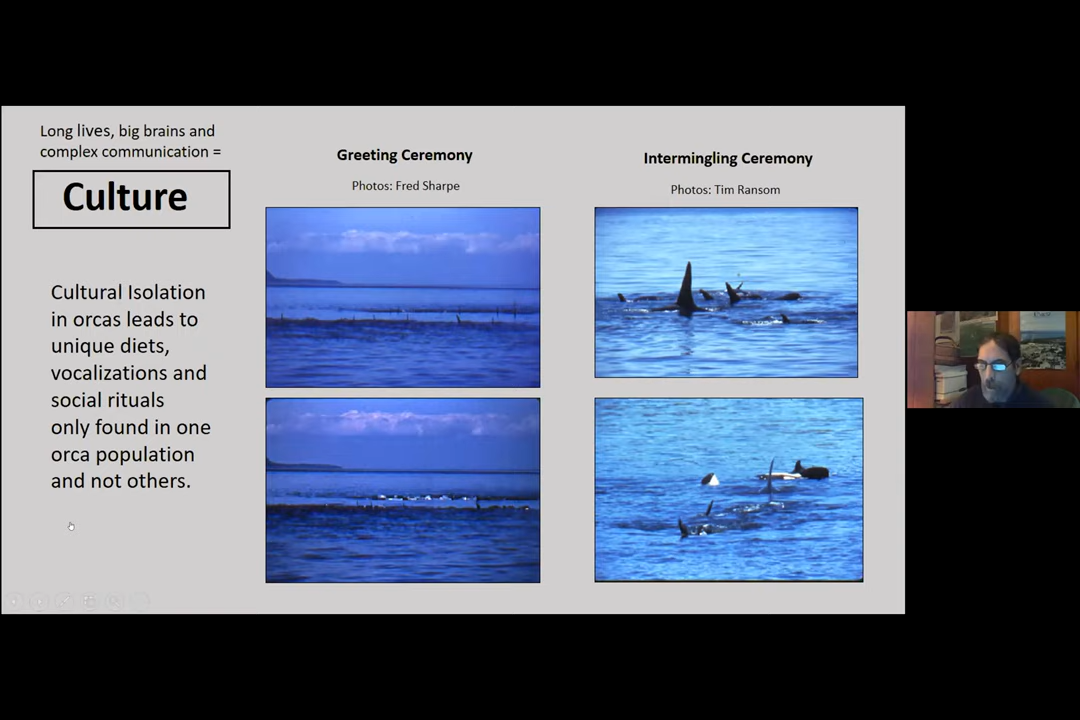 Long lives, big brains and
complex communication =
Culture
Cultural Isolation
in orcas leads to
unique diets,
vocalizations and
social rituals
only found in one
orca population
and not others.
Greeting Ceremony
Photos: Fred Sharpe
Intermingling Ceremony
Photos: Tim Ransom